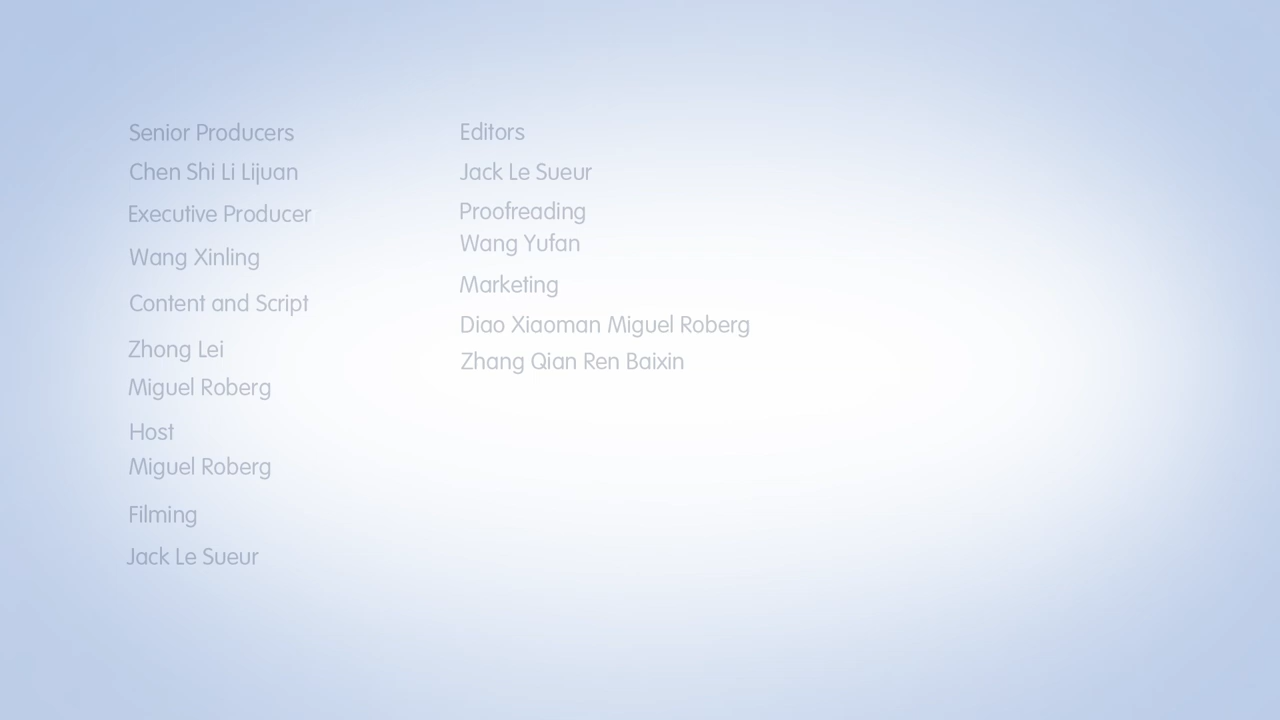 Senior Producers
Chen Shi Li Lijuan
Executive Producer
Wang Xinling
Content and Script
Zhong Lei
Miguel Roberg
Host
Miguel Roberg
Filming
Jack Le Sueur
Editors
Jack Le Sueur
Proofreading
Wang Yufan
Marketing
Diao Xiaoman Miguel Roberg
Zhang Qian Ren Baixin